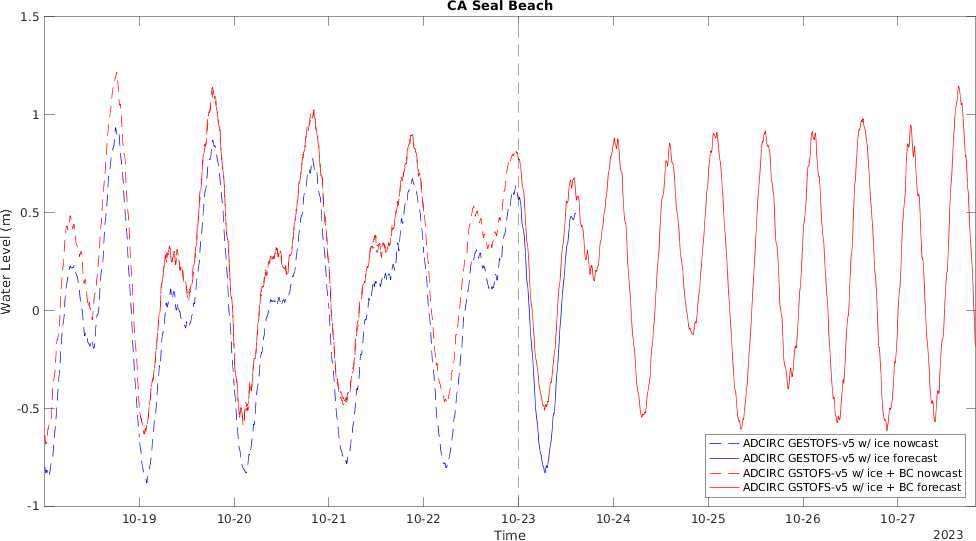 CA Seal Beach
1.5
1
0.5
0
-0.5
-1
Water Level (m)
10-19 10-20 10-21 10-22 10-23 10-24 10-25 10-26 10-27
Time
2023
ADCIRC GESTOFS-v5 w/ ice nowcast
ADCIRC GESTOFS-v5 w/ ice forecast
ADCIRC GSTOFS-v5 w/ ice + BC nowcast
ADCIRC GSTOFS-v5 w/ ice + BC forecast